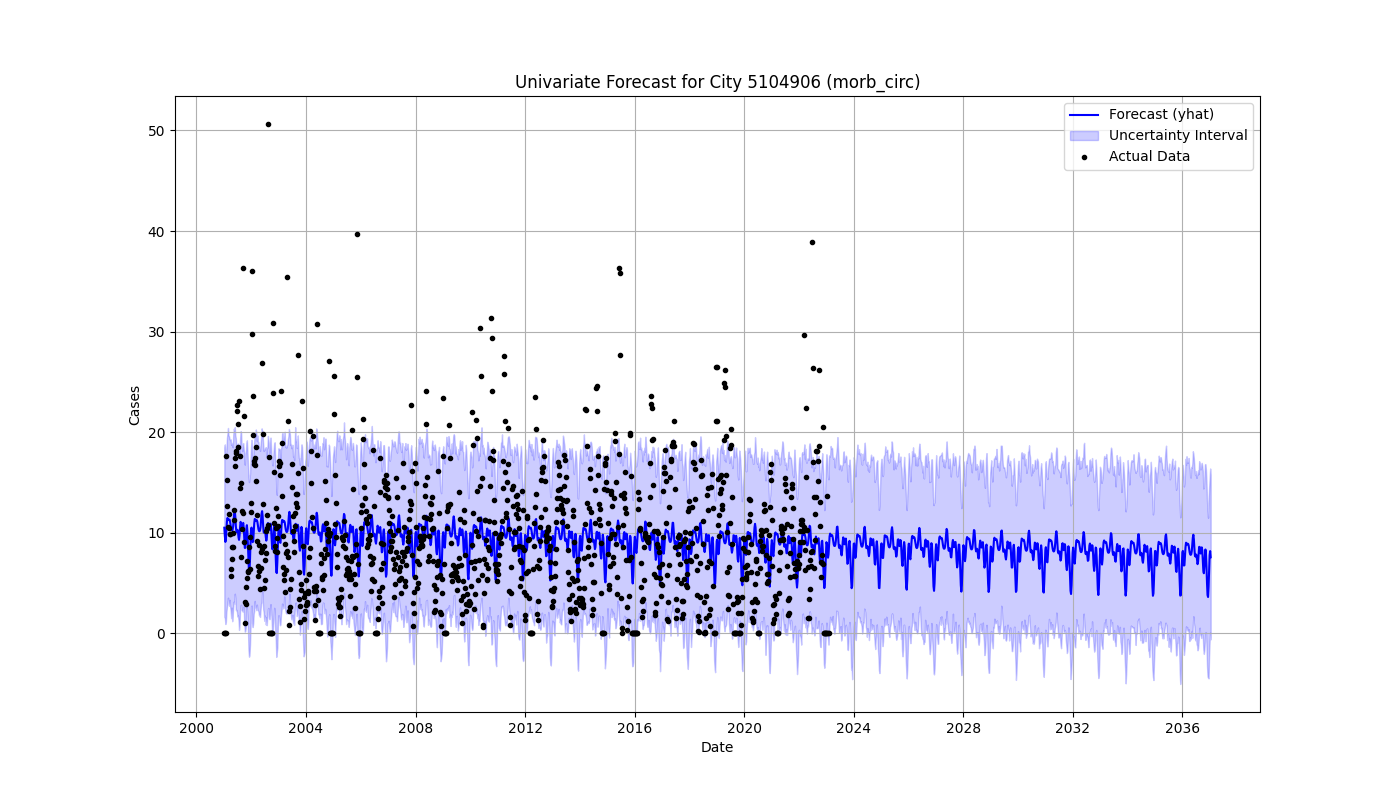 Univariate Forecast for City 5104906 (morb_circ)
Forecast (yhat)
Uncertainty Interval
Actual Data
Cases
50
40
30
20
10
0
2000 2004 2008 2012 2016 2020 2024 2028 2032 2036
Date